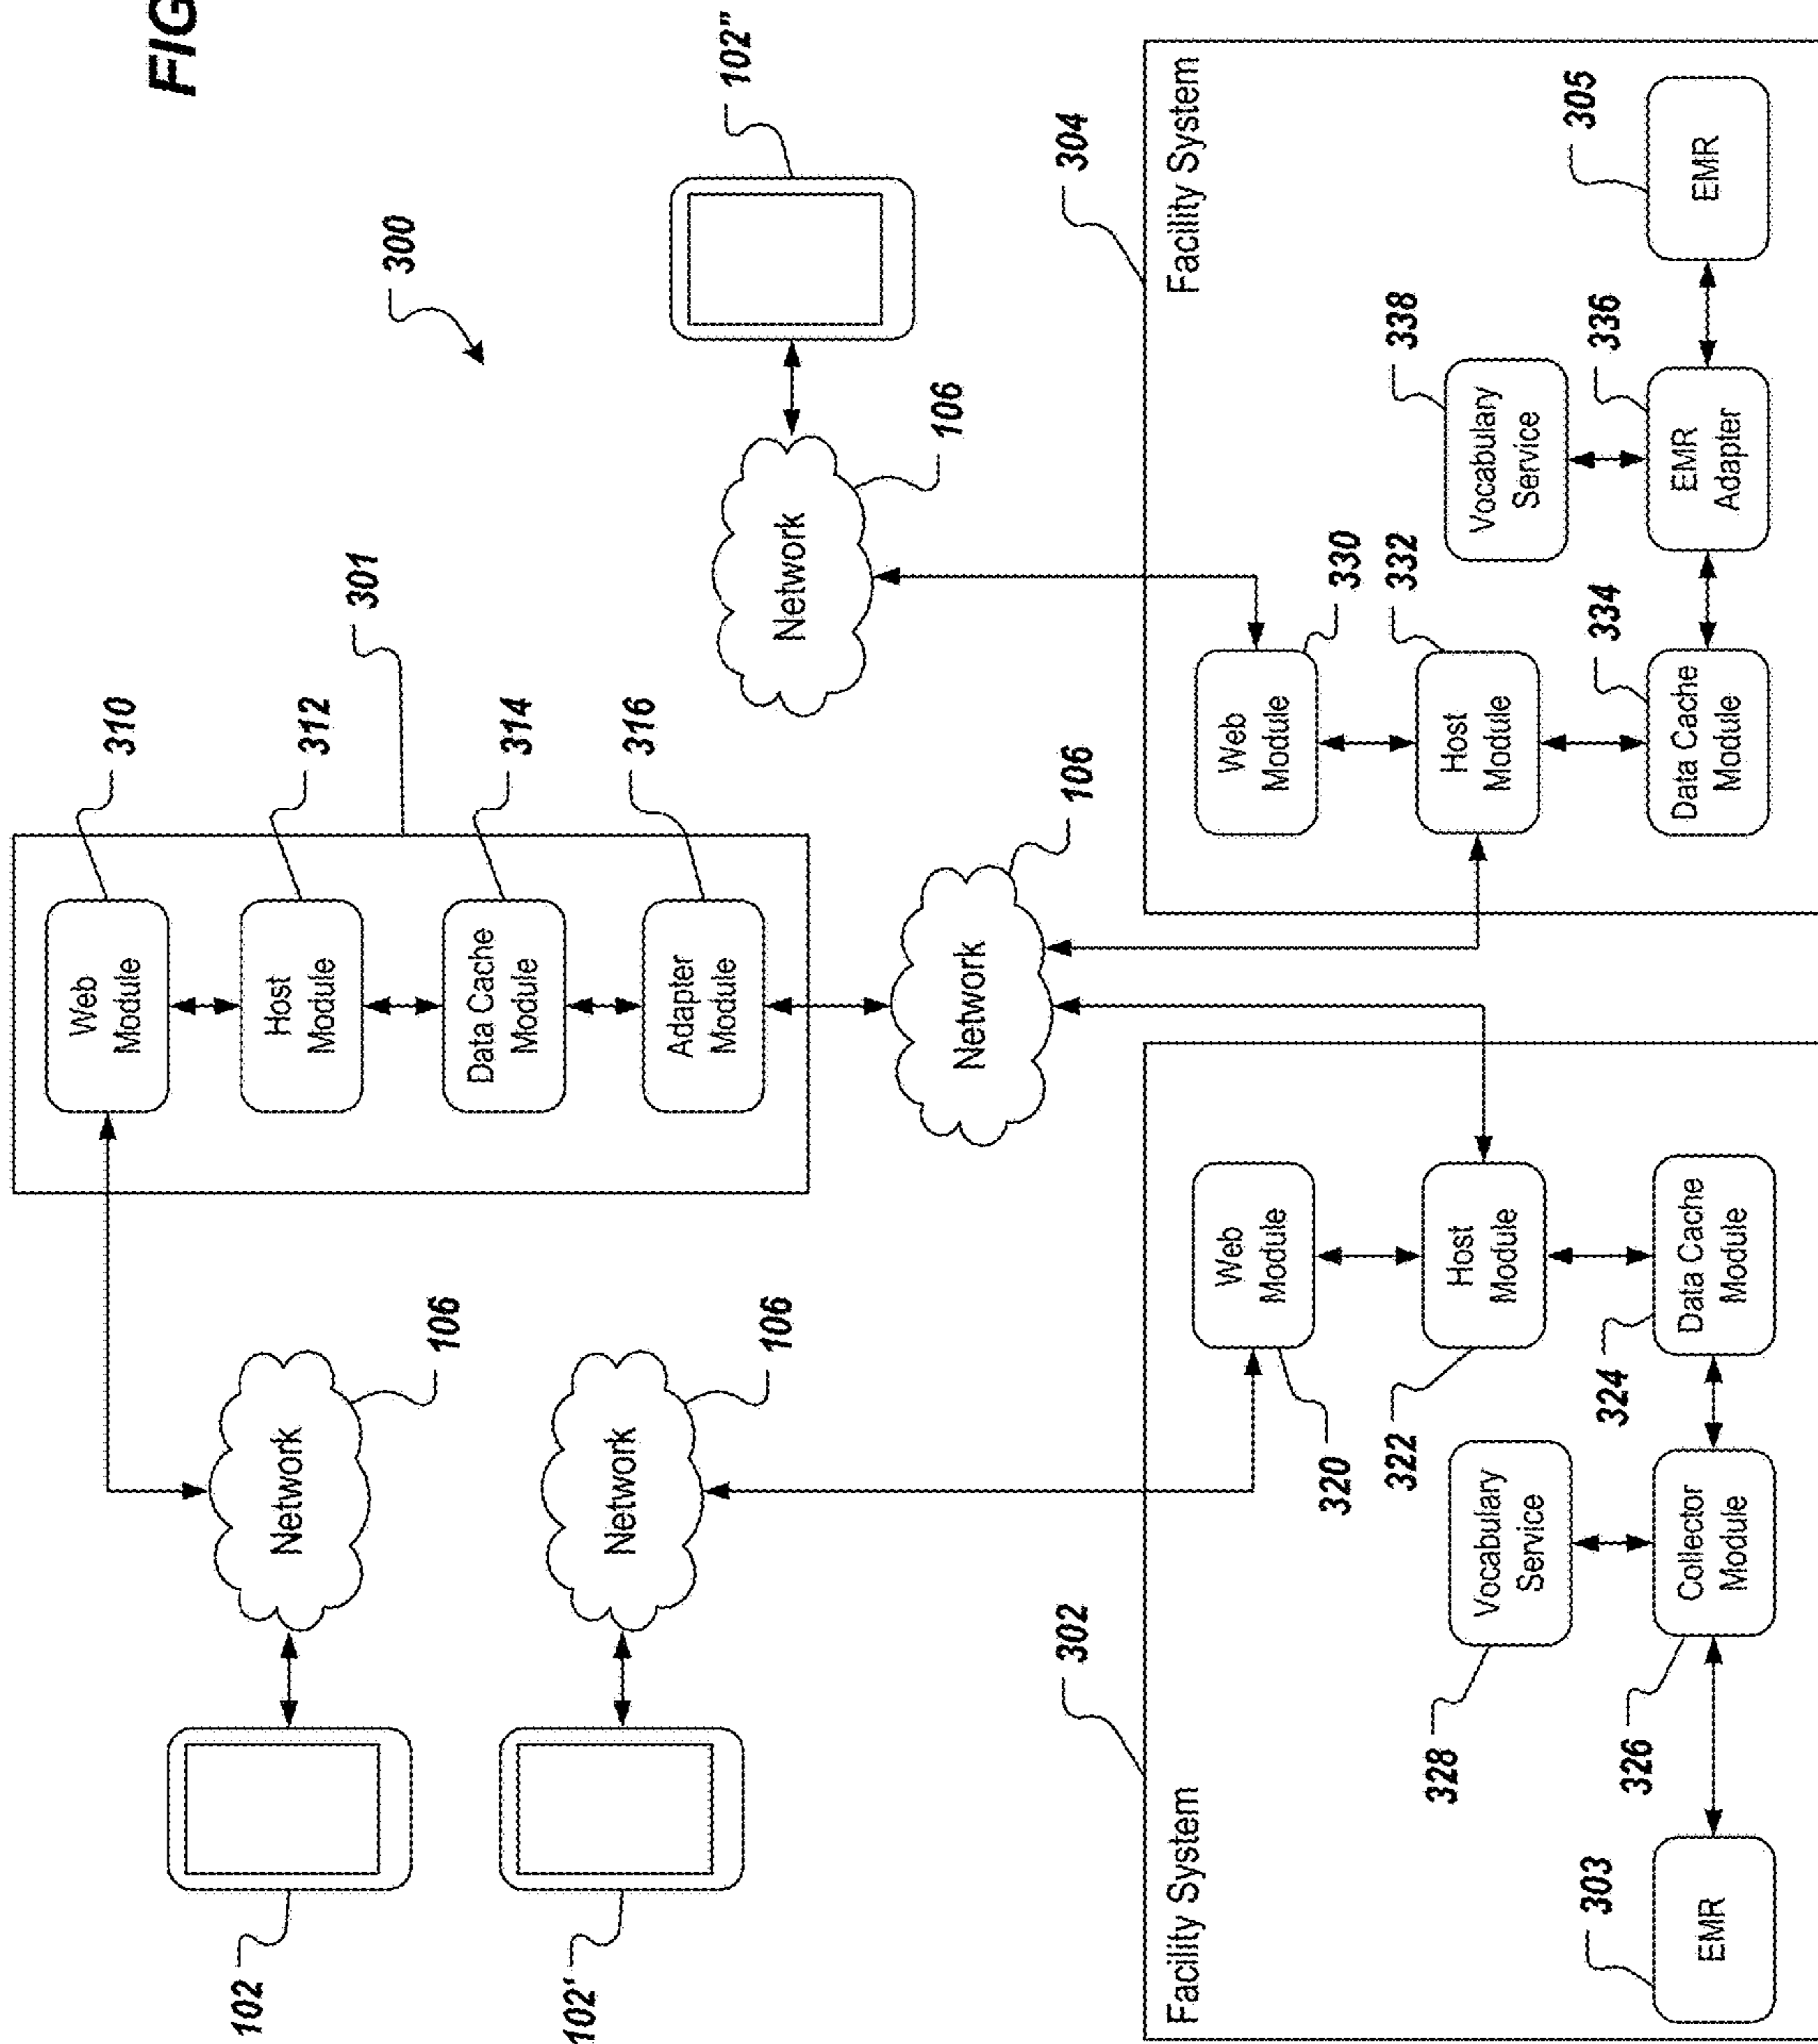 FIG
300
102
102'
102"
Network
106
Network
106
Network
106
Network
106
301
Web
Module
310
Host
Module
312
Data Cache
Module
314
Adapter
Module
316
302
Facility System
Web
Module
320
Host
Module
322
Data Cache
Module
324
Collector
Module
326
Vocabulary
Service
328
EMR
303
304
Facility System
Web
Module
330
Host
Module
332
Data Cache
Module
334
EMR
Adapter
336
Vocabulary
Service
338
EMR
305